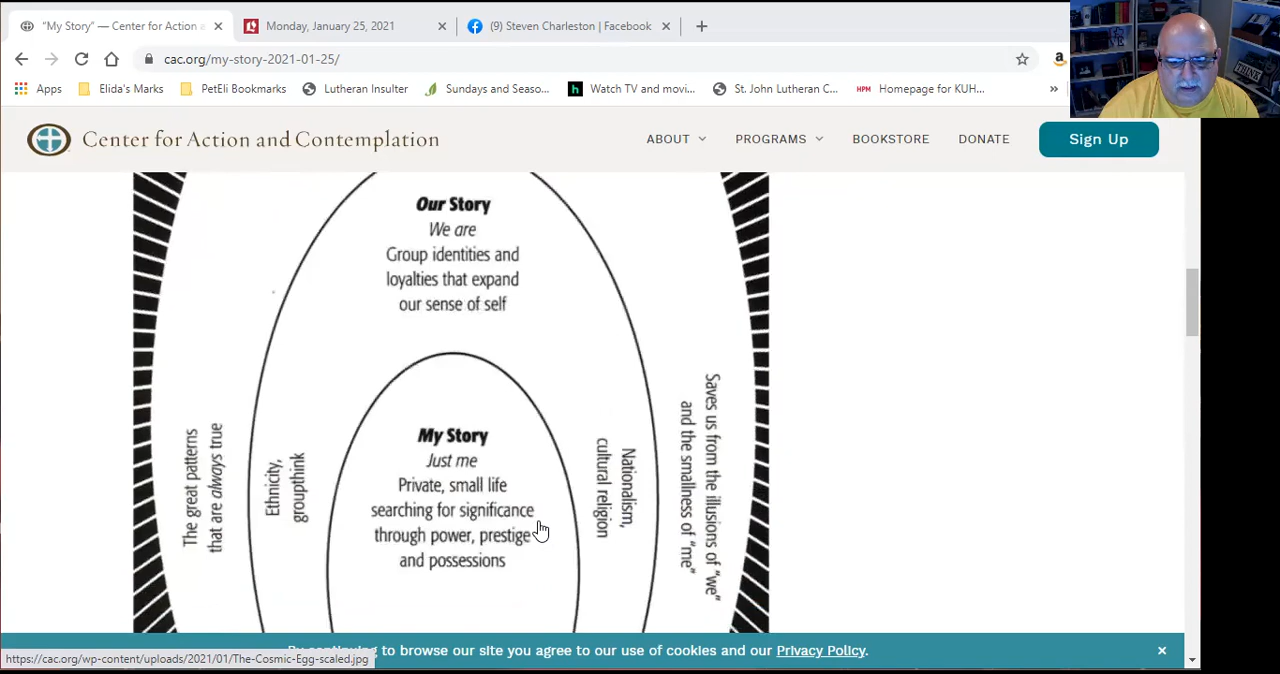 "My Story" — Center for Action a
Monday, January 25, 2021
(9) Steven Charleston | Facebook
cac.org/my-story-2021-01-25/
Apps
Elida's Marks
PetEli Bookmarks
Lutheran Insulter
Sundays and Seaso...
Watch TV and movi...
St. John Lutheran C...
HPM
Homepage for KUH...
»
THINK
Center for Action and Contemplation
ABOUT
PROGRAMS
BOOKSTORE
DONATE
Sign Up
Our Story
We are
Group identities and
loyalties that expand
our sense of self
My Story
Just me
Private, small life
searching for significance
through power, prestige
and possessions
The great patterns
that are always true
Ethnicity,
groupthink
Nationalism,
cultural religion
Saves us from the illusions of "we"
and the smallness of "me"
By continuing to browse our site you agree to our use of cookies and our Privacy Policy.
https://cac.org/wp-content/uploads/2021/01/The-Cosmic-Egg-scaled.jpg